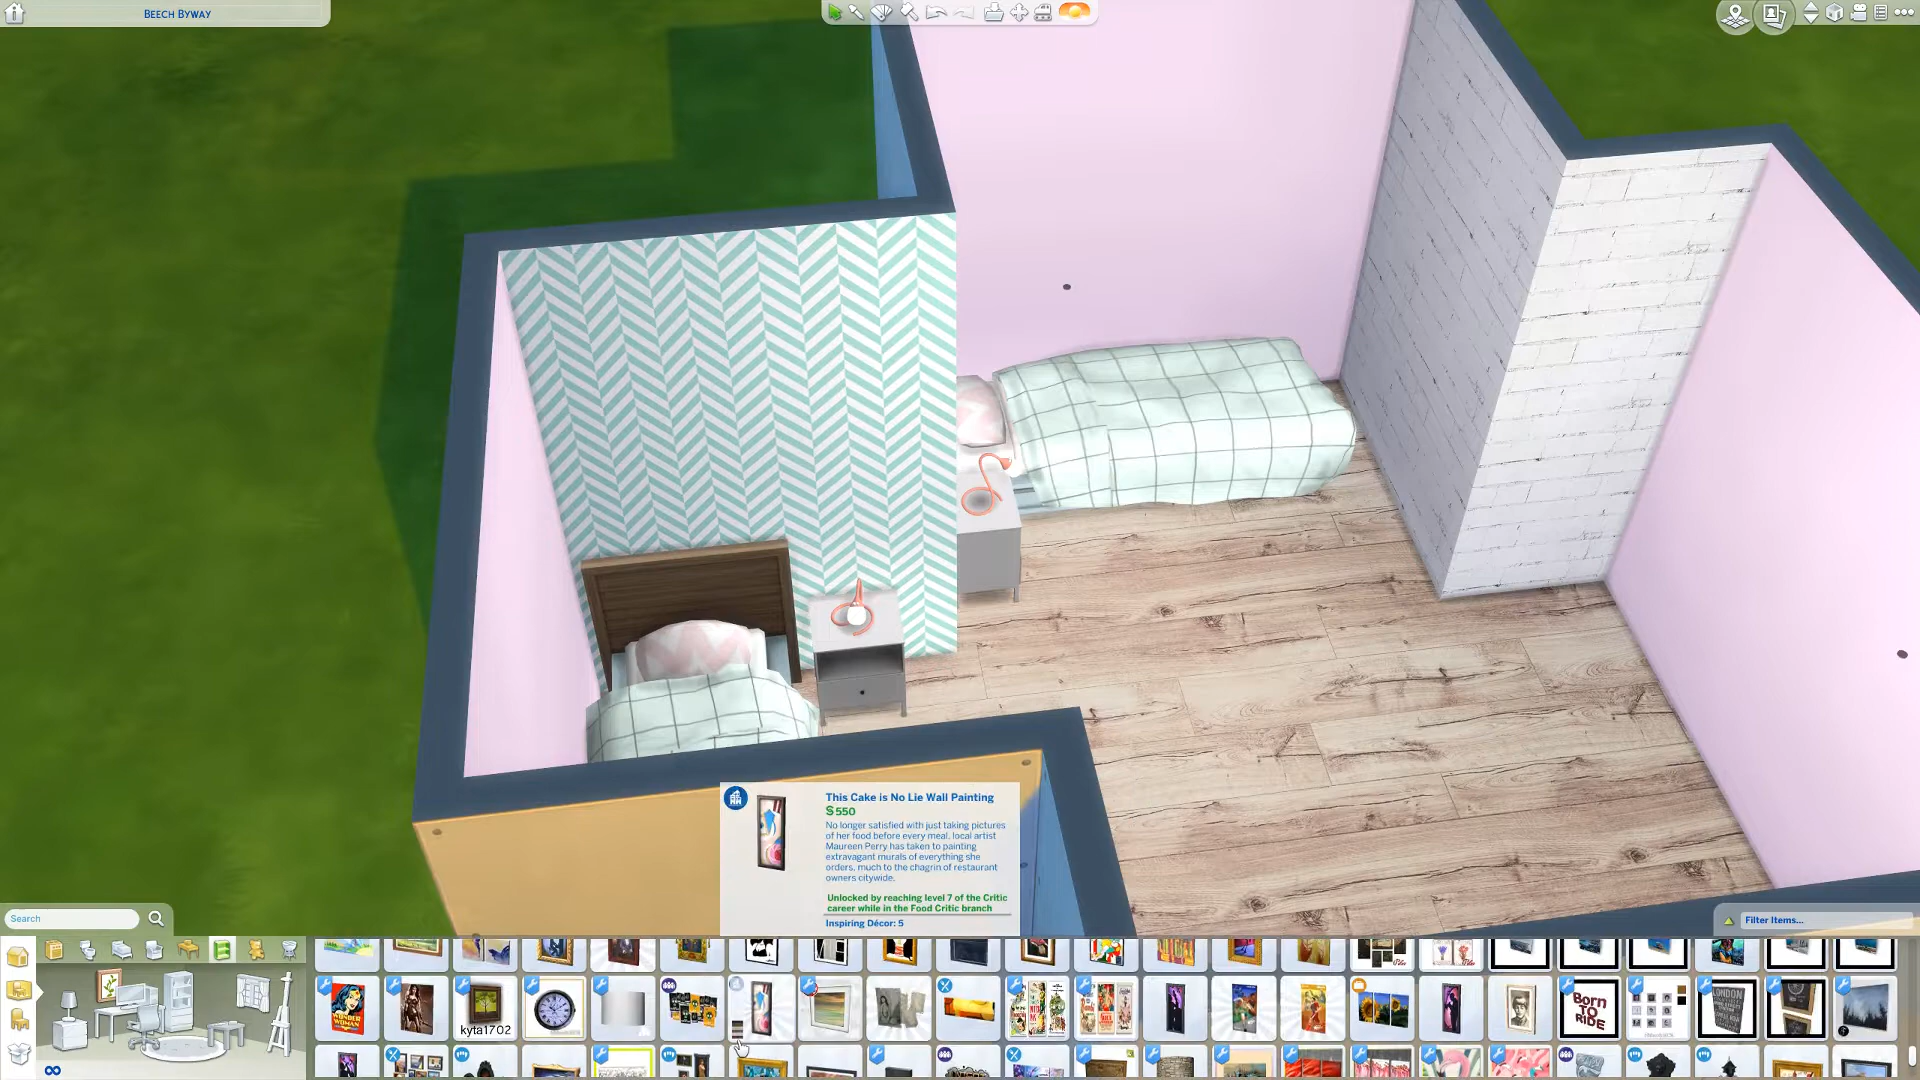 BEECH BYWAY
This Cake is No Lie Wall Painting
§550
No longer satisfied with just taking pictures
of her food before every meal, local artist
Maureen Perry has taken to painting
extravagant murals of everything she
orders, much to the chagrin of restaurant
owners citywide.
Unlocked by reaching level 7 of the Critic
career while in the Food Critic branch
Inspiring Décor: 5
Search
Filter Items...
WONDER
WOMAN
kyta1702
BORN
TO
RIDE
LONDON